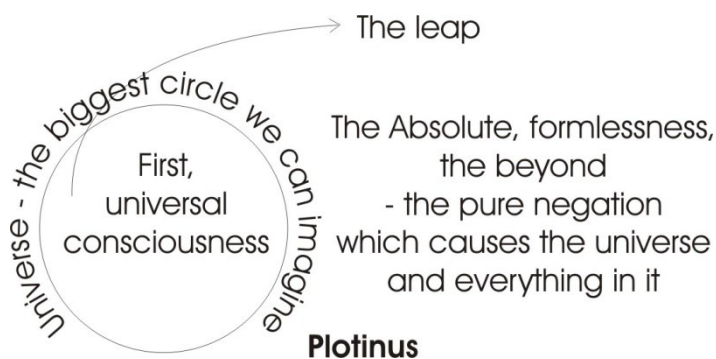 The leap
Universe - the biggest circle we can imagine
First,
universal
consciousness
The Absolute, formlessness,
the beyond
- the pure negation
which causes the universe
and everything in it
Plotinus